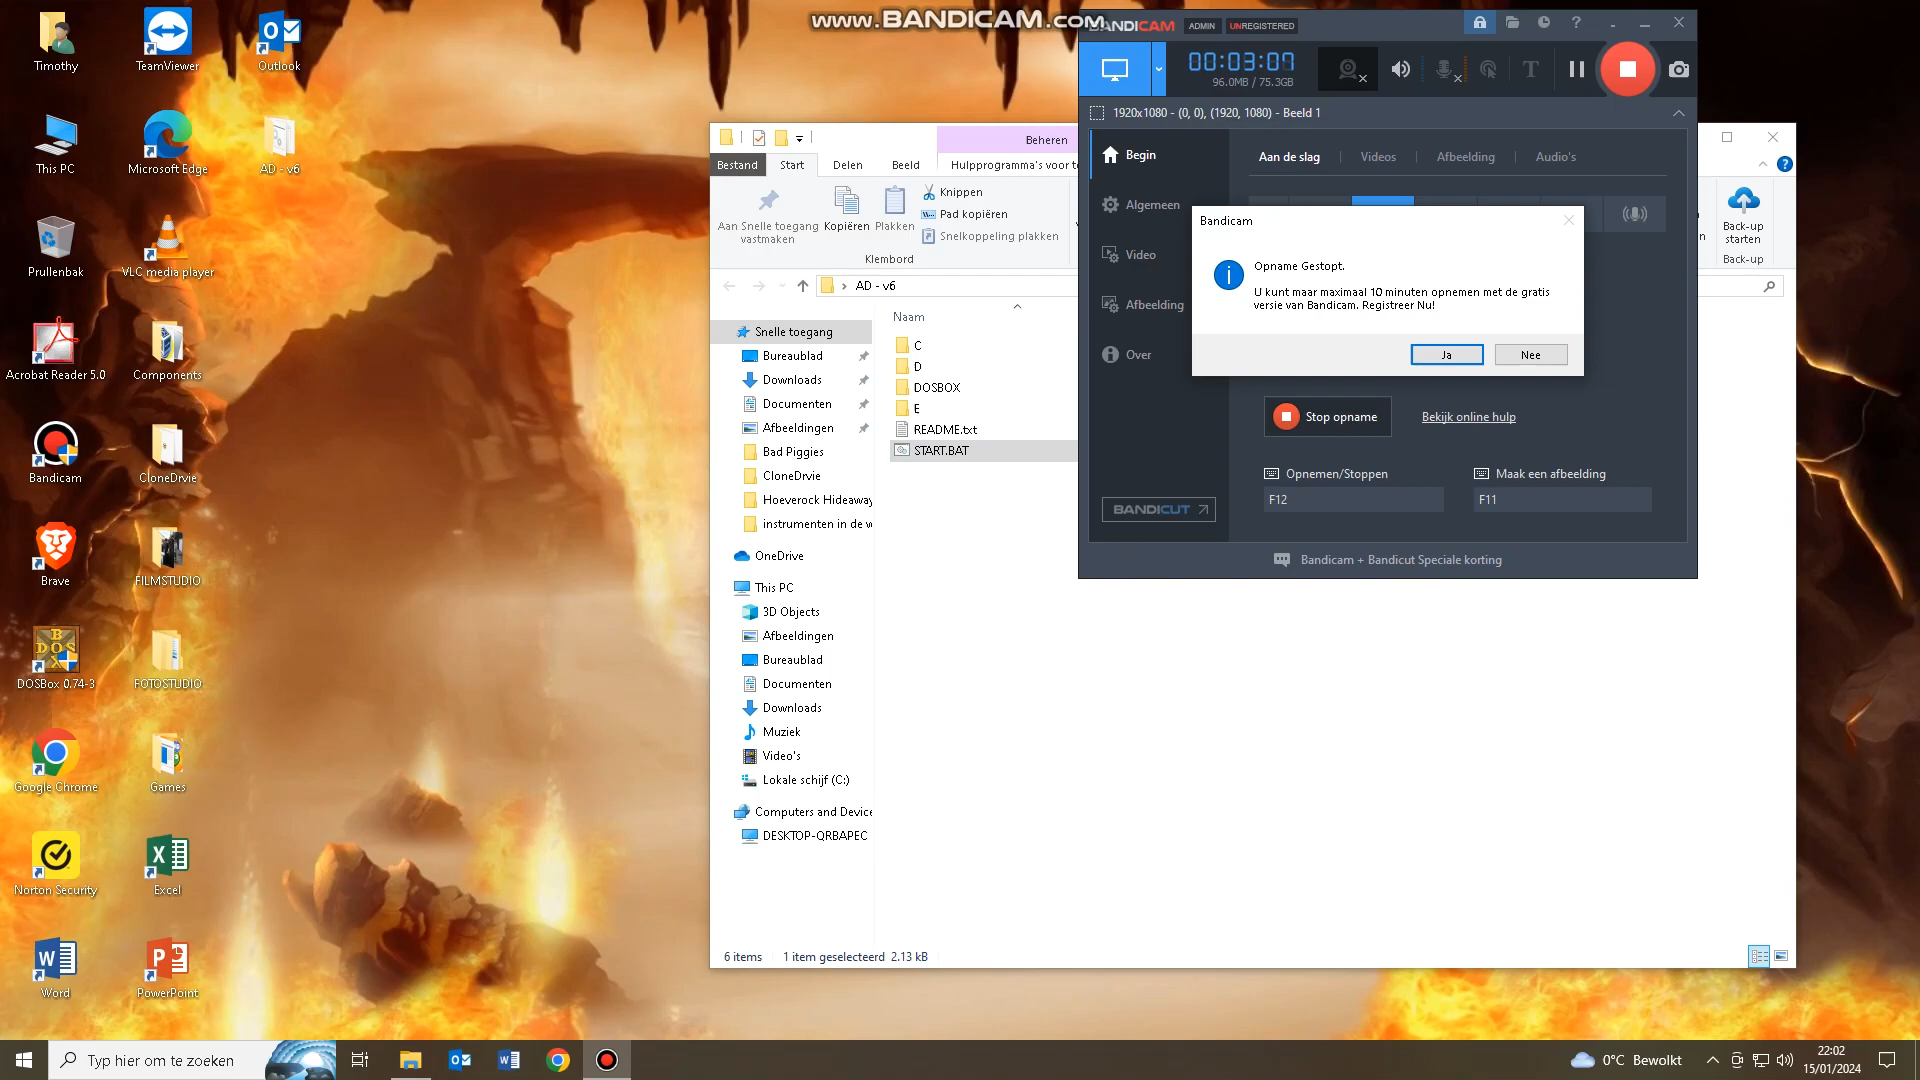 www.BANDICAM.com
Timothy
TeamViewer
Outlook
This PC
Microsoft Edge
AD - v6
Prullenbak
VLC media player
Acrobat Reader 5.0
Components
Bandicam
CloneDrvie
Brave
FILMSTUDIO
DOSBox 0.74-3
FOTOSTUDIO
Google Chrome
Games
Norton Security
Excel
Word
PowerPoint
Beheren
Bestand
Start
Delen
Beeld
Hulpprogramma's voor t
Aan Snelle toegang
vastmaken
Kopiëren
Plakken
Knippen
Pad kopiëren
Snelkoppeling plakken
Klembord
Back-up
starten
Back-up
AD - v6
Naam
Snelle toegang
Bureaublad
Downloads
Documenten
Afbeeldingen
Bad Piggies
CloneDrvie
Hoeverock Hideaway
instrumenten in de w
OneDrive
This PC
3D Objects
Afbeeldingen
Bureaublad
Documenten
Downloads
Muziek
Video's
Lokale schijf (C:)
Computers and Device
DESKTOP-QRBAPEC
C
D
DOSBOX
E
README.txt
START.BAT
6 items
1 item geselecteerd 2.13 kB
BANDICAM
ADMIN
UNREGISTERED
00:03:07
96.0MB / 75.3GB
1920x1080 - (0, 0), (1920, 1080) - Beeld 1
Begin
Algemeen
Video
Afbeelding
Over
BANDICUT
Aan de slag
Videos
Afbeelding
Audio's
Bandicam
Opname Gestopt.
U kunt maar maximaal 10 minuten opnemen met de gratis
versie van Bandicam. Registreer Nu!
Ja
Nee
Stop opname
Bekijk online hulp
Opnemen/Stoppen
F12
Maak een afbeelding
F11
Bandicam + Bandicut Speciale korting
Typ hier om te zoeken
0°C Bewolkt
22:02
15/01/2024